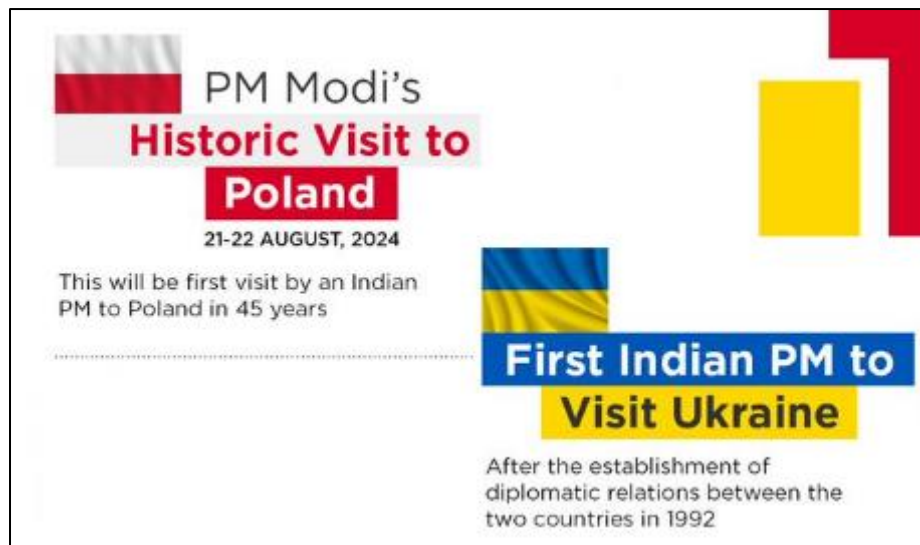 PM Modi's
Historic Visit to
Poland
21-22 AUGUST, 2024
This will be first visit by an Indian
PM to Poland in 45 years
First Indian PM to
Visit Ukraine
After the establishment of
diplomatic relations between the
two countries in 1992